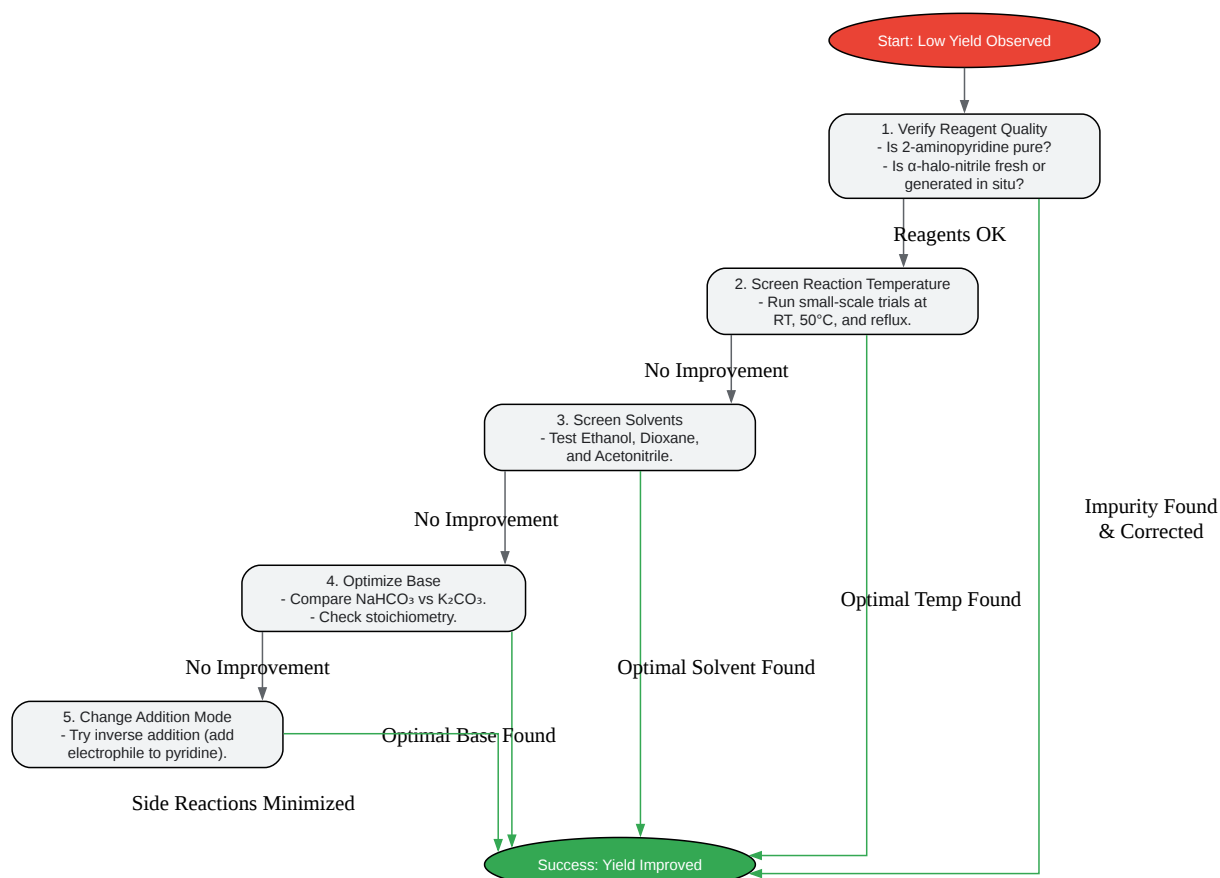 Start: Low Yield Observed
1. Verify Reagent Quality
- Is 2-aminopyridine pure?
- Is α-halo-nitrile fresh or
generated in situ?
Reagents OK
2. Screen Reaction Temperature
- Run small-scale trials at
RT, 50°C, and reflux.
No Improvement
3. Screen Solvents
- Test Ethanol, Dioxane,
and Acetonitrile.
No Improvement
Impurity Found
& Corrected
4. Optimize Base
- Compare NaHCO₃ vs K₂CO₃.
- Check stoichiometry.
Optimal Temp Found
No Improvement
Optimal Solvent Found
5. Change Addition Mode
- Try inverse addition (add
electrophile to pyridine).
Optimal Base Found
Side Reactions Minimized
Success: Yield Improved